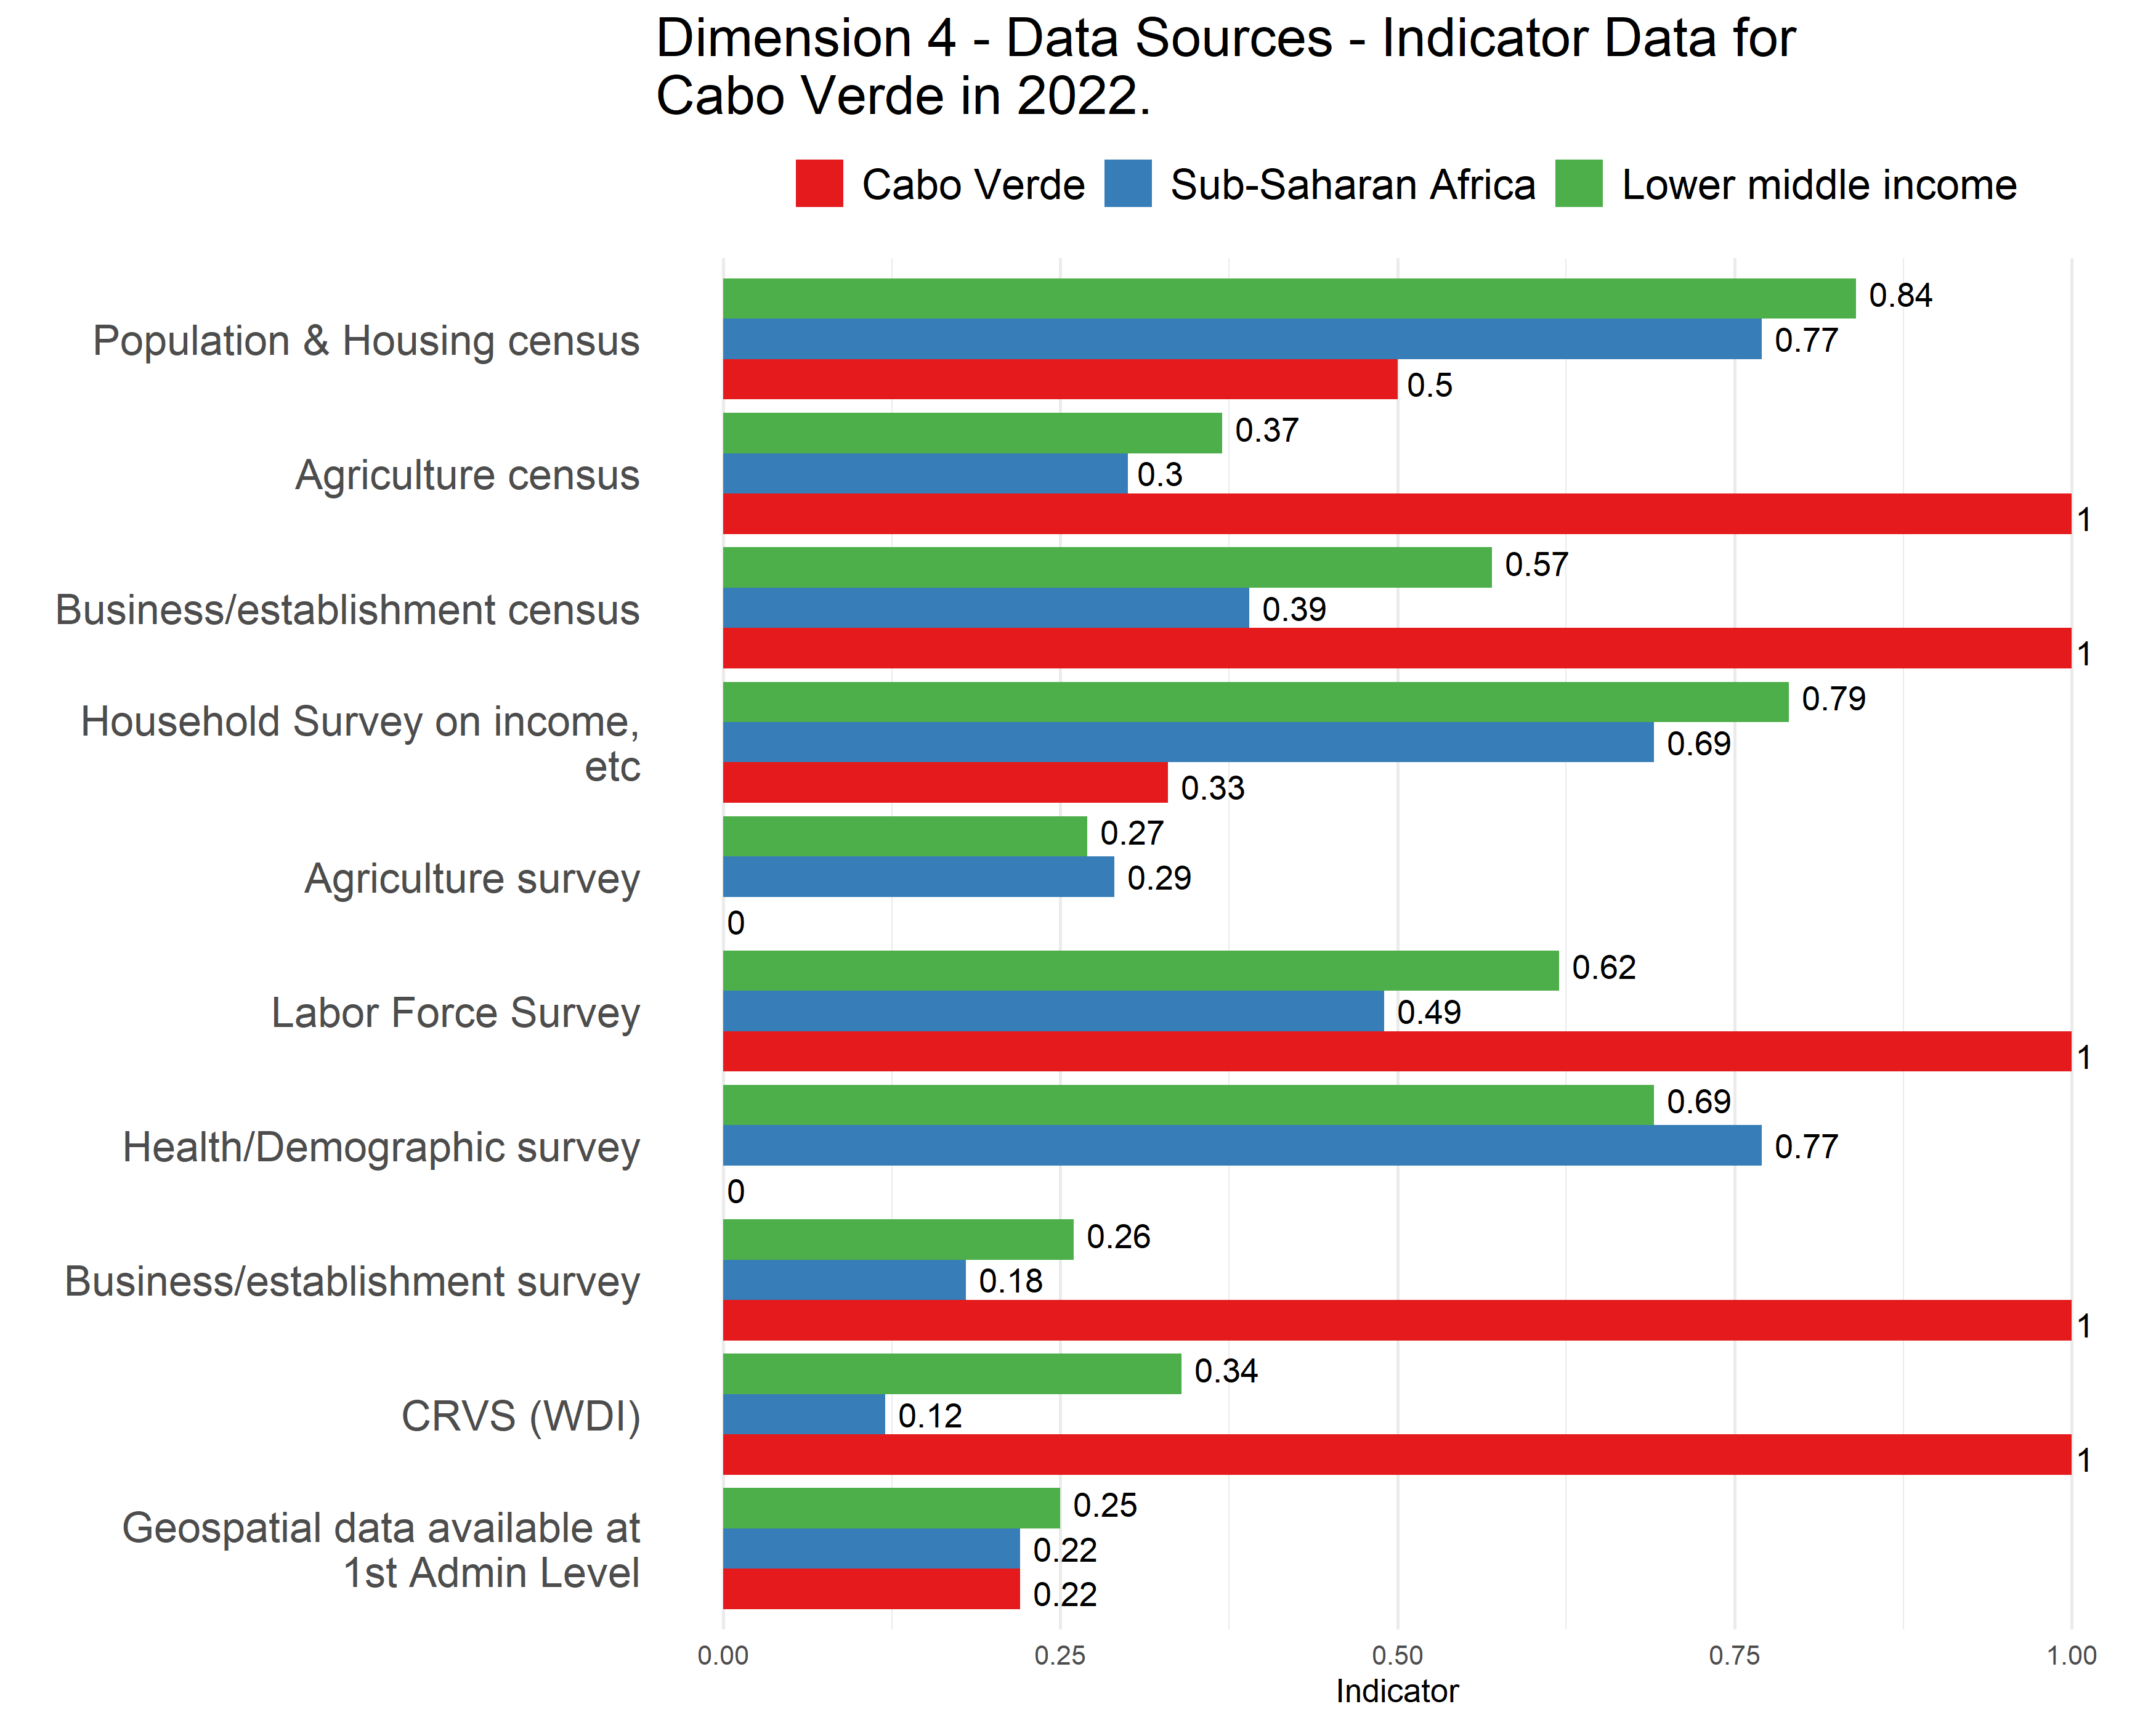 Dimension 4 - Data Sources - Indicator Data for
Cabo Verde in 2022.
Cabo Verde Sub-Saharan Africa Lower middle income
0.84
Population & Housing census 0.77
0.5
0.37
Agriculture census 0.3
1
0.57
Business/establishment census 0.39
1
0.79
Household Survey on income,
etc
0.69
0.33
0.27
Agriculture survey 0.29
0
0.62
Labor Force Survey 0.49
1
0.69
Health/Demographic survey 0.77
0
0.26
Business/establishment survey 0.18
1
0.34
CRVS (WDI) 0.12
1
0.25
Geospatial data available at
1st Admin Level
0.22
0.22
0.00 0.25 0.50 0.75 1.00
Indicator